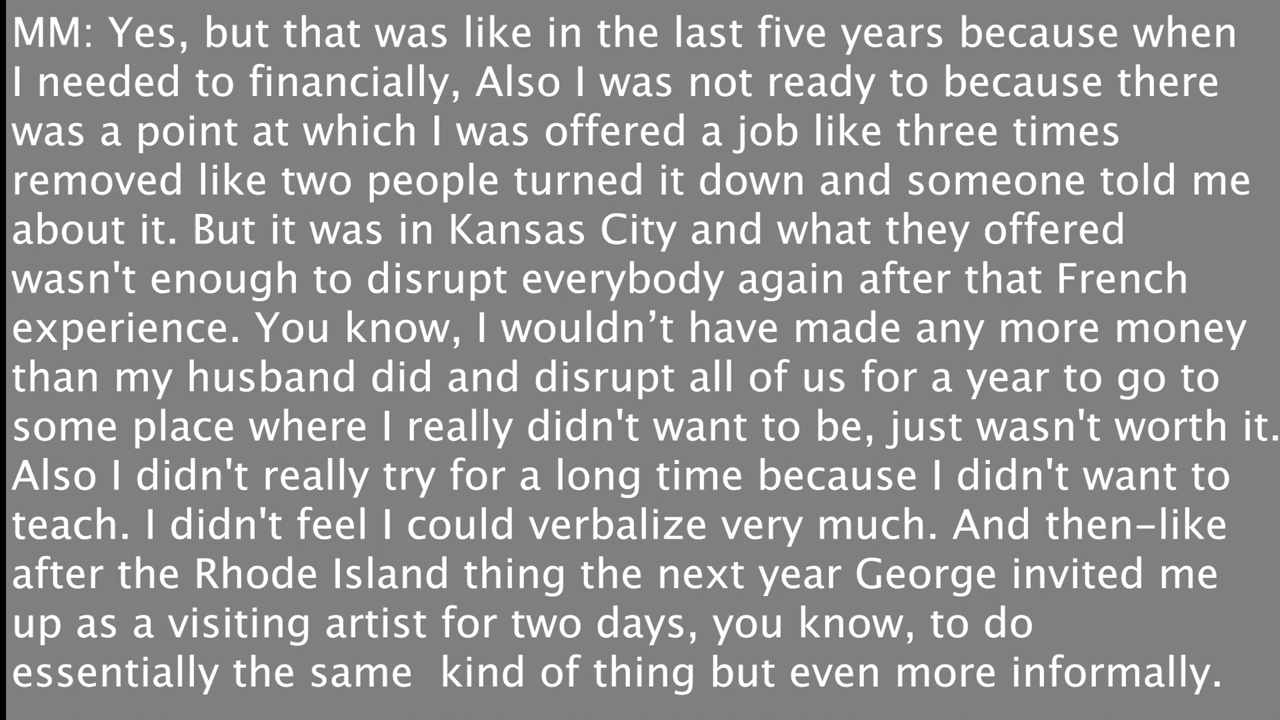 MM: Yes, but that was like in the last five years because when
I needed to financially, Also I was not ready to because there
was a point at which I was offered a job like three times
removed like two people turned it down and someone told me
about it. But it was in Kansas City and what they offered
wasn't enough to disrupt everybody again after that French
experience. You know, I wouldn’t have made any more money
than my husband did and disrupt all of us for a year to go to
some place where I really didn't want to be, just wasn't worth it.
Also I didn't really try for a long time because I didn't want to
teach. I didn't feel I could verbalize very much. And then–like
after the Rhode Island thing the next year George invited me
up as a visiting artist for two days, you know, to do
essentially the same  kind of thing but even more informally.